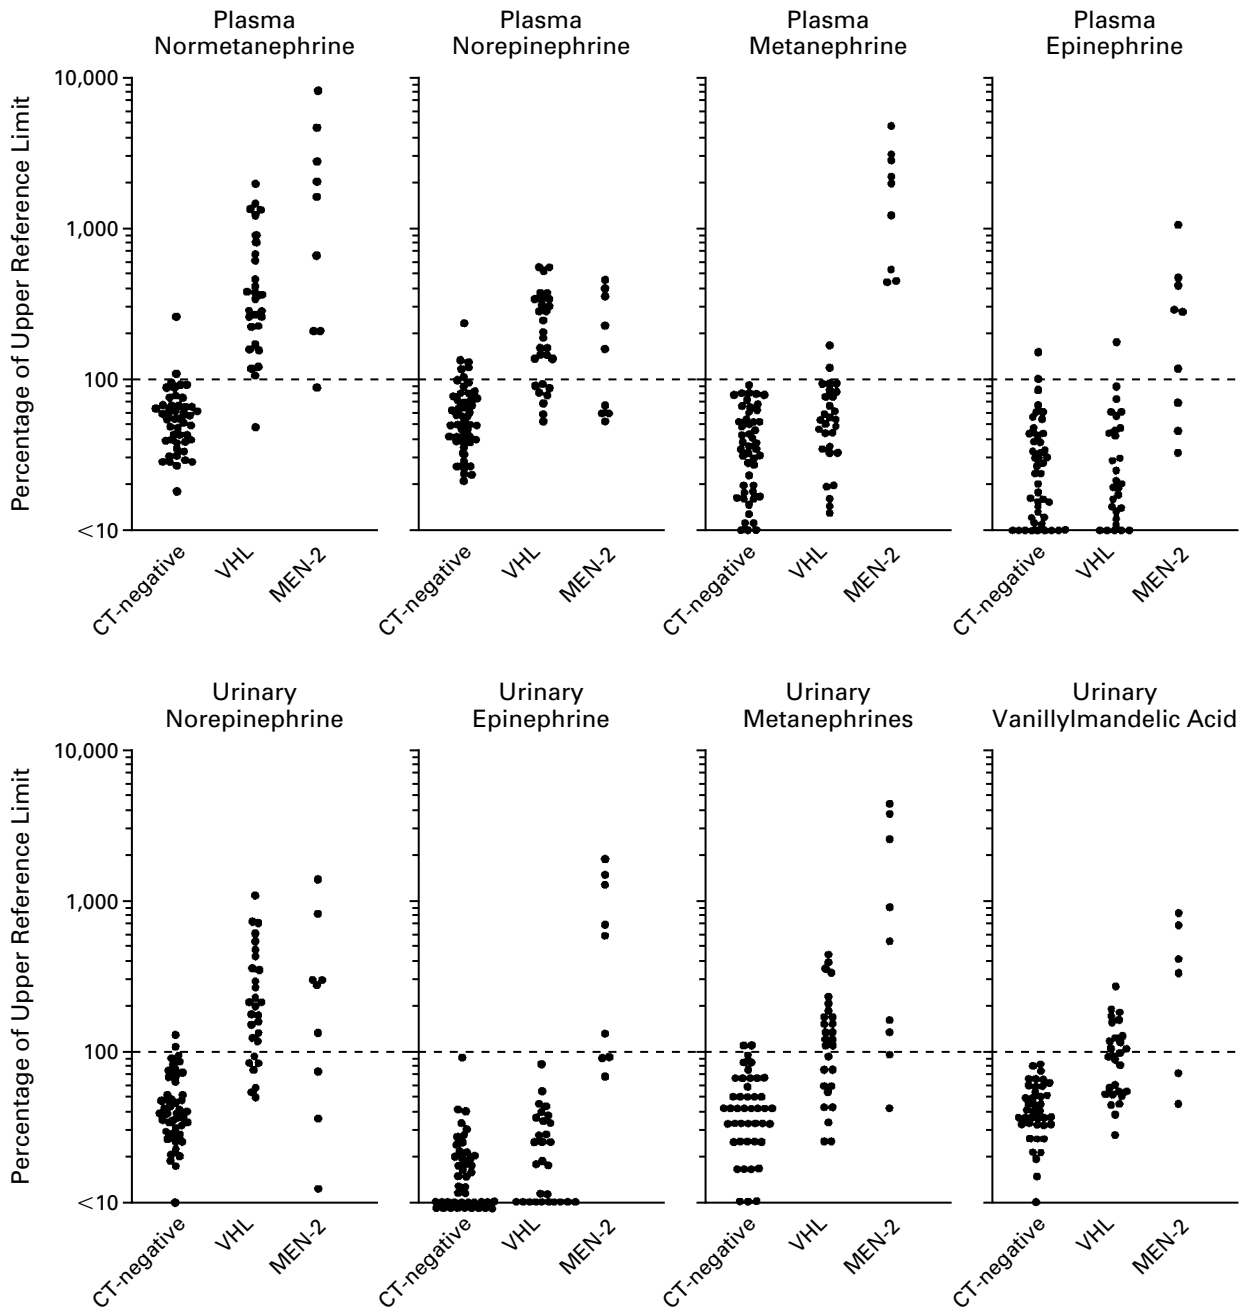 Plasma
Normetanephrine
Plasma
Norepinephrine
Plasma
Metanephrine
Plasma
Epinephrine
Percentage of Upper Reference Limit
10,000
1,000
100
<10
CT-negative
VHL
MEN-2
CT-negative
VHL
MEN-2
CT-negative
VHL
MEN-2
CT-negative
VHL
MEN-2
Urinary
Norepinephrine
Urinary
Epinephrine
Urinary
Metanephrines
Urinary
Vanillylmandelic Acid
Percentage of Upper Reference Limit
10,000
1,000
100
<10
CT-negative
VHL
MEN-2
CT-negative
VHL
MEN-2
CT-negative
VHL
MEN-2
CT-negative
VHL
MEN-2